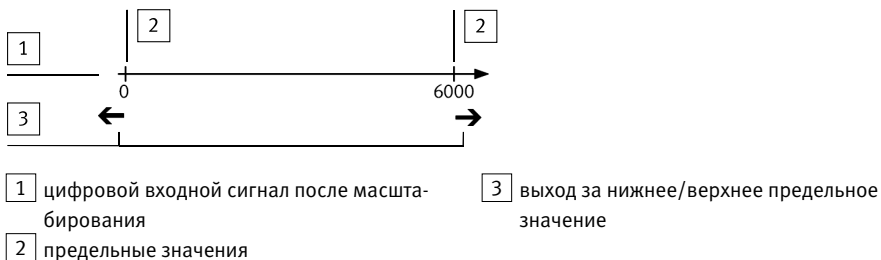 2 2
1
0 6000
3
1 цифровой входной сигнал после масшта-
бирования
2 предельные значения
3 выход за нижнее/верхнее предельное
значение